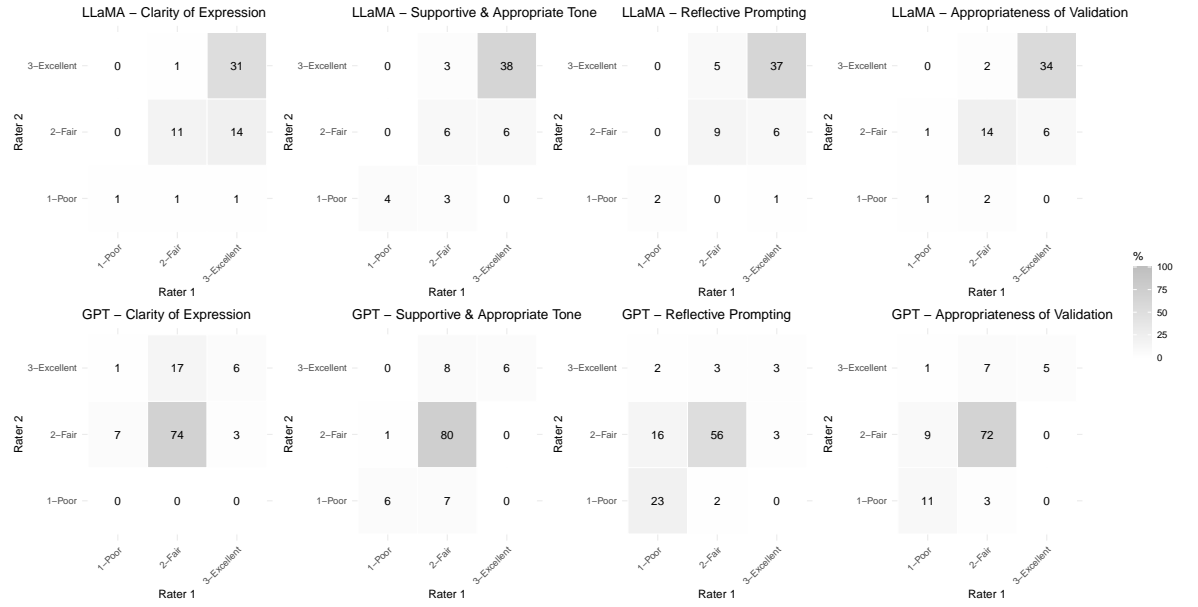 LLaMA − Clarity of Expression
3−Excellent 0 1 31
2−Fair 0 11 14
1−Poor 1 1 1
1−Poor 2−Fair 3−Excellent
Rater 1
Rater 2
LLaMA − Supportive & Appropriate Tone
3−Excellent 0 3 38
2−Fair 0 6 6
1−Poor 4 3 0
1−Poor 2−Fair 3−Excellent
Rater 1
Rater 2
LLaMA − Reflective Prompting
3−Excellent 0 5 37
2−Fair 0 9 6
1−Poor 2 0 1
1−Poor 2−Fair 3−Excellent
Rater 1
Rater 2
LLaMA − Appropriateness of Validation
3−Excellent 0 2 34
2−Fair 1 14 6
1−Poor 1 2 0
1−Poor 2−Fair 3−Excellent
Rater 1
Rater 2
GPT − Clarity of Expression
3−Excellent 1 17 6
2−Fair 7 74 3
1−Poor 0 0 0
1−Poor 2−Fair 3−Excellent
Rater 1
Rater 2
GPT − Supportive & Appropriate Tone
3−Excellent 0 8 6
2−Fair 1 80 0
1−Poor 6 7 0
1−Poor 2−Fair 3−Excellent
Rater 1
Rater 2
GPT − Reflective Prompting
3−Excellent 2 3 3
2−Fair 16 56 3
1−Poor 23 2 0
1−Poor 2−Fair 3−Excellent
Rater 1
Rater 2
GPT − Appropriateness of Validation
3−Excellent 1 7 5
2−Fair 9 72 0
1−Poor 11 3 0
1−Poor 2−Fair 3−Excellent
Rater 1
Rater 2
%
100
75
50
25
0